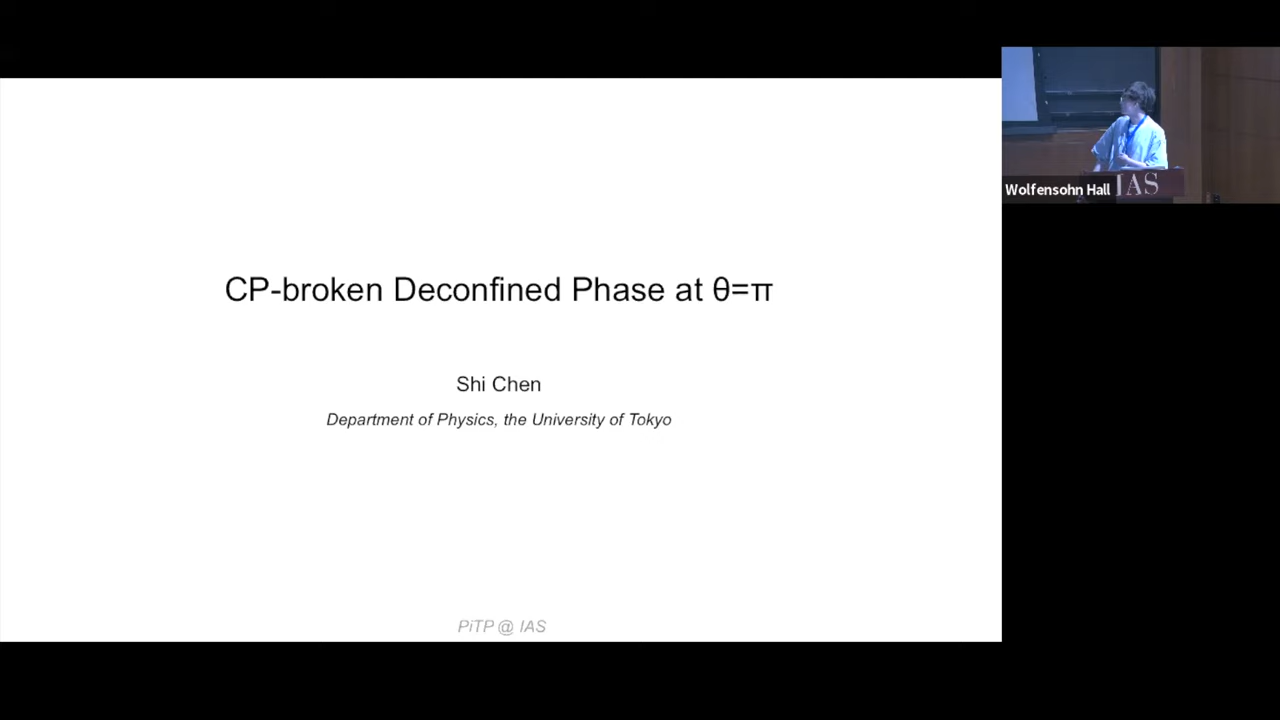 CP-broken Deconfined Phase at θ=π
Shi Chen
Department of Physics, the University of Tokyo
PiTP @ IAS
Wolfensohn Hall
IAS